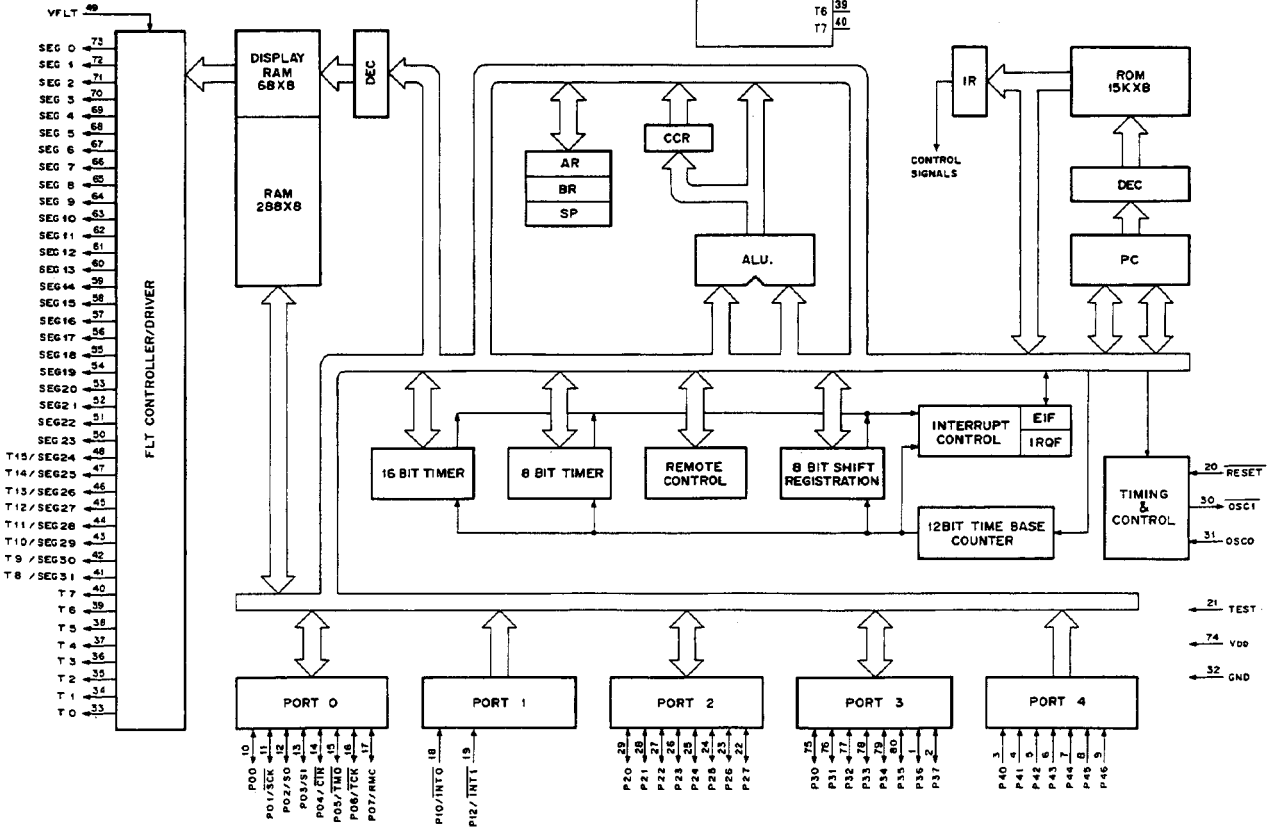 T6 39
T7 40
VFLT 49
SEG 0 73
SEG 1 72
SEG 2 71
SEG 3 70
SEG 4 69
SEG 5 68
SEG 6 67
SEG 7 66
SEG 8 65
SEG 9 64
SEG10 63
SEG11 62
SEG12 61
SEG13 60
SEG14 59
SEG15 58
SEG16 57
SEG17 56
SEG18 55
SEG19 54
SEG20 53
SEG21 52
SEG22 51
SEG23 50
T15/SEG24 48
T14/SEG25 47
T13/SEG26 46
T12/SEG27 45
T11/SEG28 44
T10/SEG29 43
T9/SEG30 42
T8/SEG31 41
T7 40
T6 39
T5 38
T4 37
T3 36
T2 35
T1 34
T0 33
FLT CONTROLLER/DRIVER
DISPLAY
RAM
68X8
RAM
288X8
DEC
AR
BR
SP
CCR
ALU.
IR
CONTROL
SIGNALS
ROM
15KX8
DEC
PC
16 BIT TIMER
8 BIT TIMER
REMOTE
CONTROL
8 BIT SHIFT
REGISTRATION
INTERRUPT
CONTROL
EIF
IRQF
12BIT TIME BASE
COUNTER
TIMING
&
CONTROL
20 RESET
30 OSC1
31 OSC0
21 TEST
74 VDD
32 GND
PORT 0
PORT 1
PORT 2
PORT 3
PORT 4
10 P00
11 P01/SCK
12 P02/SO
13 P03/SI
14 P04/CIN
15 P05/TMO
16 P06/TCK
17 P07/RMC
18 P10/INT0
19 P12/INT1
29 P20
28 P21
27 P22
26 P23
25 P24
24 P25
23 P26
22 P27
75 P30
76 P31
77 P32
78 P33
79 P34
80 P35
1 P36
2 P37
3 P40
4 P41
5 P42
6 P43
7 P44
8 P45
9 P46